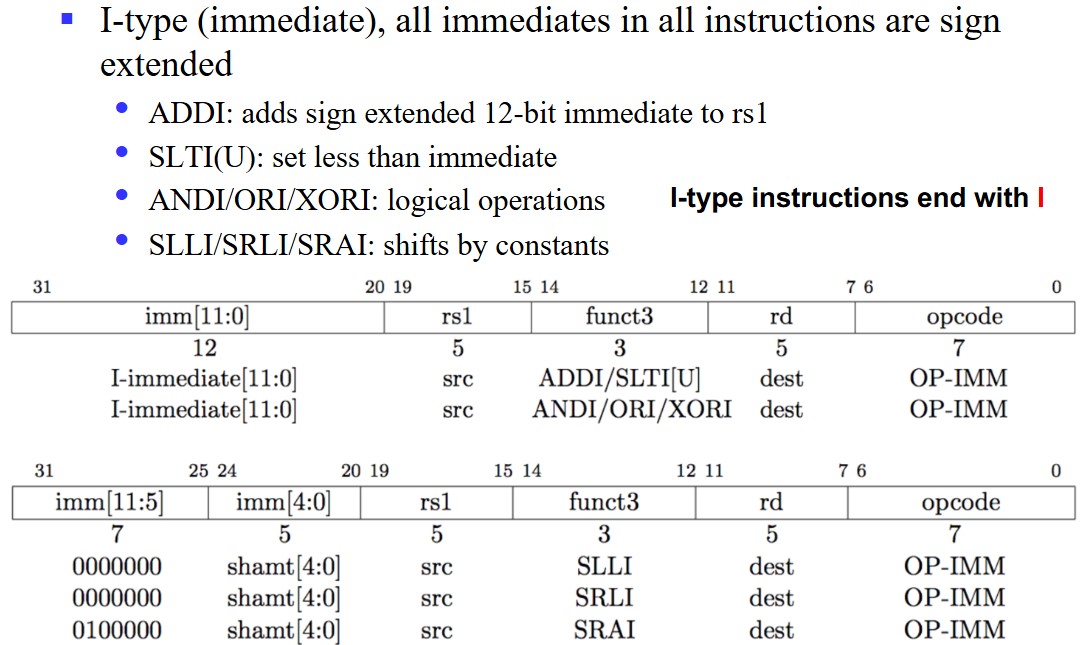 ▪ I-type (immediate), all immediates in all instructions are sign
extended
• ADDI: adds sign extended 12-bit immediate to rs1
• SLTI(U): set less than immediate
• ANDI/ORI/XORI: logical operations I-type instructions end with I
• SLLI/SRLI/SRAI: shifts by constants
31 20 19 15 14 12 11 7 6 0
imm[11:0] rs1 funct3 rd opcode
12 5 3 5 7
I-immediate[11:0] src ADDI/SLTI[U] dest OP-IMM
I-immediate[11:0] src ANDI/ORI/XORI dest OP-IMM
31 25 24 20 19 15 14 12 11 7 6 0
imm[11:5] imm[4:0] rs1 funct3 rd opcode
7 5 5 3 5 7
0000000 shamt[4:0] src SLLI dest OP-IMM
0000000 shamt[4:0] src SRLI dest OP-IMM
0100000 shamt[4:0] src SRAI dest OP-IMM